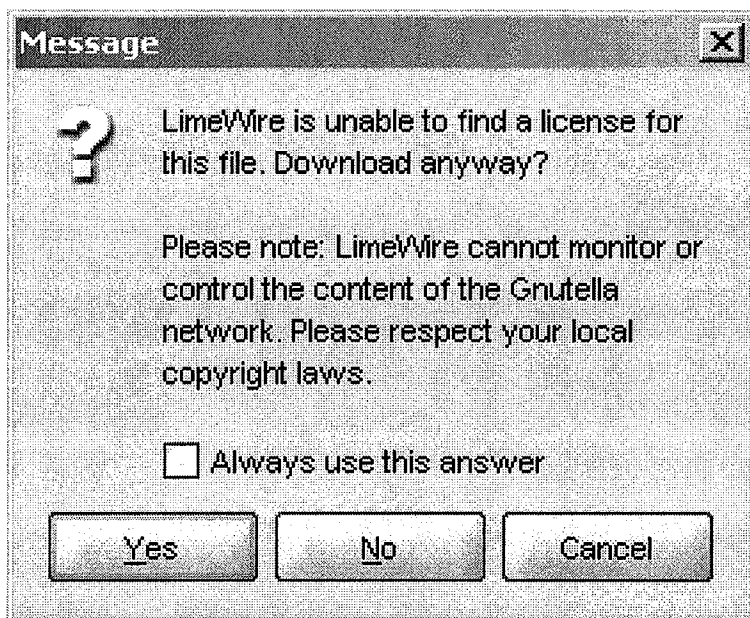 Message
LimeWire is unable to find a license for
this file. Download anyway?
Please note: LimeWire cannot monitor or
control the content of the Gnutella
network. Please respect your local
copyright laws.
Always use this answer
Yes No Cancel